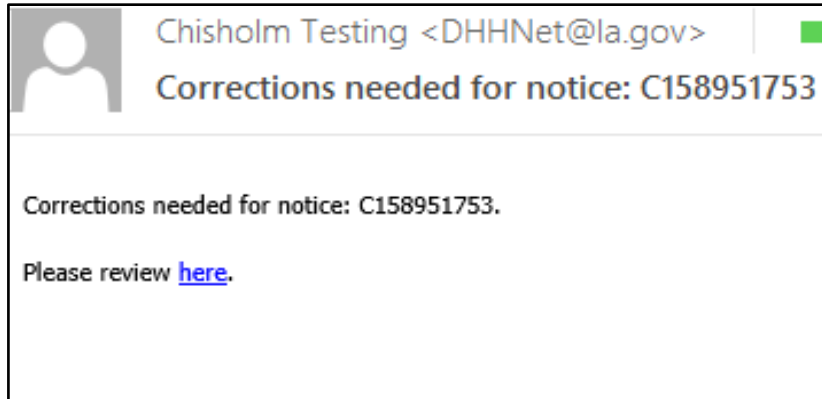 Chisholm Testing <DHHNet@la.gov>
Corrections needed for notice: C158951753
Corrections needed for notice: C158951753.
Please review here.